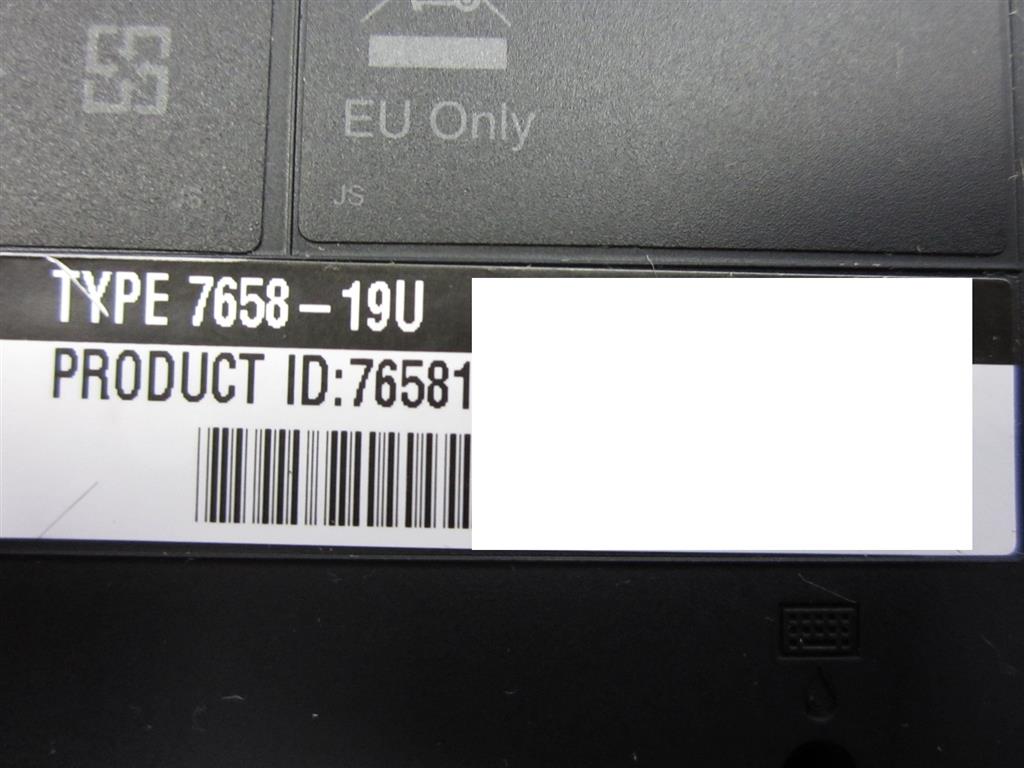 EU Only
JS
JS
TYPE 7658-19U
PRODUCT ID:76581